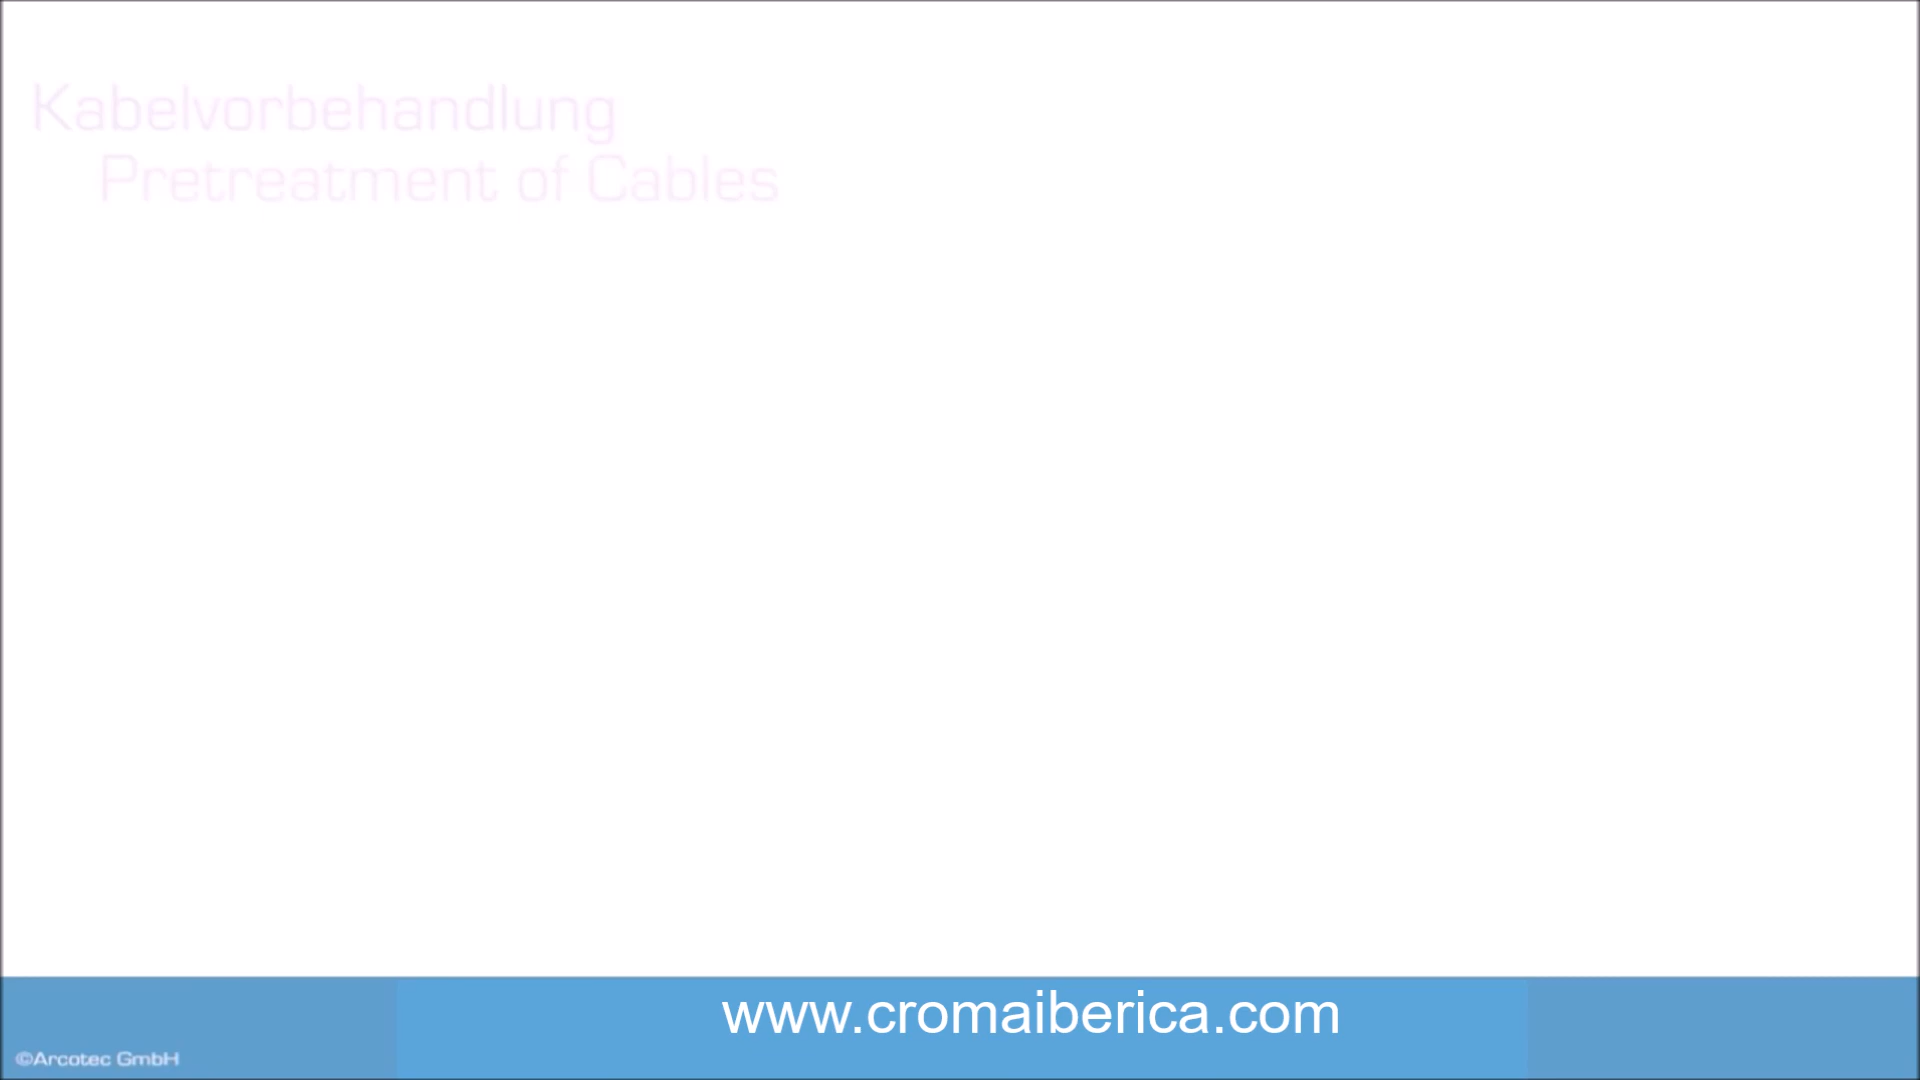 Kabelvorbehandlung
Pretreatment of Cables
www.cromaiberica.com
©Arcotec GmbH